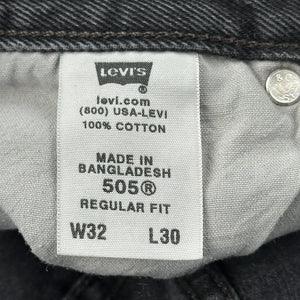 Levi's
levi.com
(800) USA-LEVI
100% COTTON
MADE IN
BANGLADESH
505®
REGULAR FIT
W32 L30